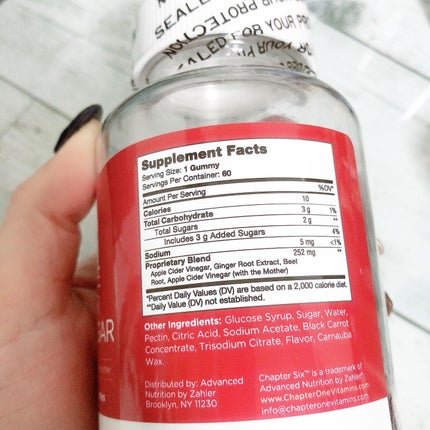 SEALED
YOUR PROTECTION
SEALED FOR YOUR
Supplement Facts
Serving Size: 1 Gummy
Servings Per Container: 60
Amount Per Serving %DV*
Calories 10
Total Carbohydrate 3 g 1%
Total Sugars 2 g **
Includes 3 g Added Sugars 4%
Sodium 5 mg <1%
Proprietary Blend 252 mg **
Apple Cider Vinegar, Ginger Root Extract, Beet
Root, Apple Cider Vinegar (with the Mother)
*Percent Daily Values (DV) are based on a 2,000 calorie diet.
**Daily Value (DV) not established.
Other Ingredients: Glucose Syrup, Sugar, Water,
Pectin, Citric Acid, Sodium Acetate, Black Carrot
Concentrate, Trisodium Citrate, Flavor, Carnauba
Wax.
Distributed by: Advanced
Nutrition by Zahler
Brooklyn, NY 11230
Chapter Six™ is a trademark of
Advanced Nutrition by Zahler®
www.ChapterOneVitamins.com
info@chapterOnevitamins.com